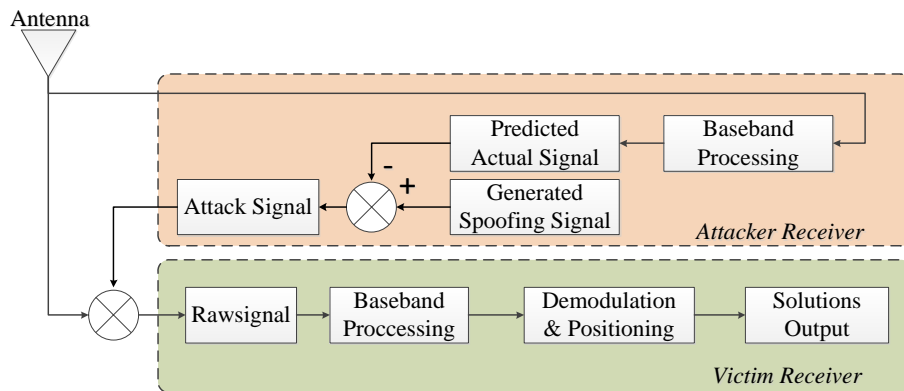 Antenna
Predicted
Actual Signal
Baseband
Processing
-
+
Attack Signal
Generated
Spoofing Signal
Attacker Receiver
Rawsignal
Baseband
Proccessing
Demodulation
& Positioning
Solutions
Output
Victim Receiver